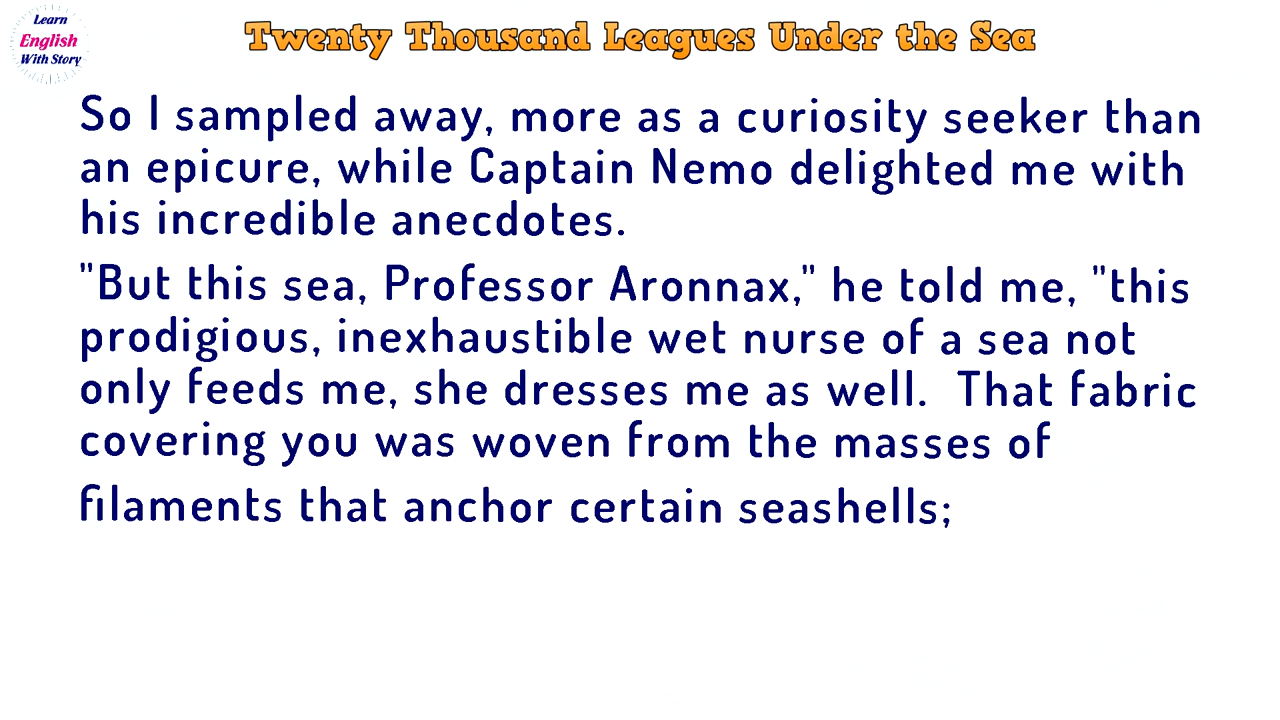 Learn
English
With Story
Twenty Thousand Leagues Under the Sea
So I sampled away, more as a curiosity seeker than
an epicure, while Captain Nemo delighted me with
his incredible anecdotes.
"But this sea, Professor Aronnax," he told me, "this
prodigious, inexhaustible wet nurse of a sea not
only feeds me, she dresses me as well.  That fabric
covering you was woven from the masses of
filaments that anchor certain seashells;